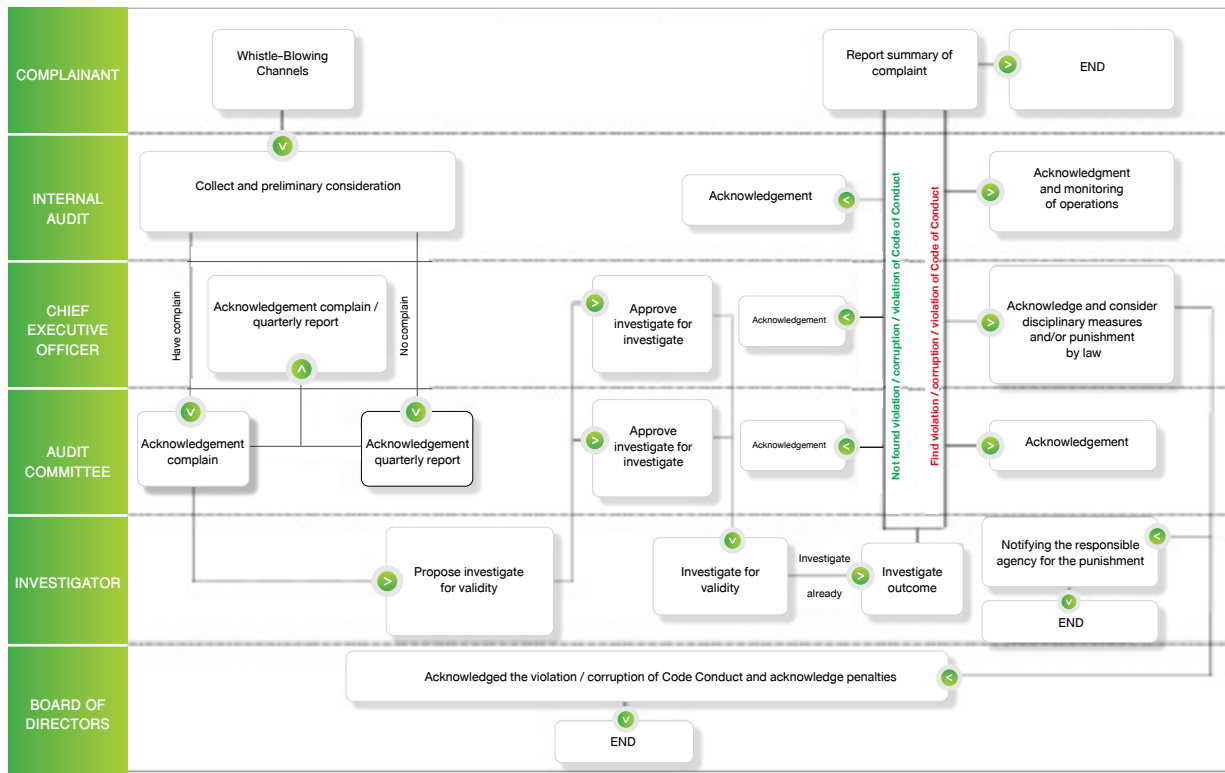 COMPLAINANT
Whistle-Blowing
Channels
Report summary of
complaint
END
INTERNAL
AUDIT
Collect and preliminary consideration
Acknowledgement
Acknowledgment
and monitoring
of operations
Not found violation / corruption / violation of Code of Conduct
Find violation / corruption / violation of Code of Conduct
CHIEF
EXECUTIVE
OFFICER
Have complain
Acknowledgement complain /
quarterly report
No complain
Approve
investigate for
investigate
Acknowledgement
Acknowledge and consider
disciplinary measures
and/or punishment
by law
AUDIT
COMMITTEE
Acknowledgement
complain
Acknowledgement
quarterly report
Approve
investigate for
investigate
Acknowledgement
Acknowledgement
INVESTIGATOR
Propose investigate
for validity
Investigate for
validity
Investigate
already
Investigate
outcome
Notifying the responsible
agency for the punishment
END
BOARD OF
DIRECTORS
Acknowledged the violation / corruption of Code Conduct and acknowledge penalties
END